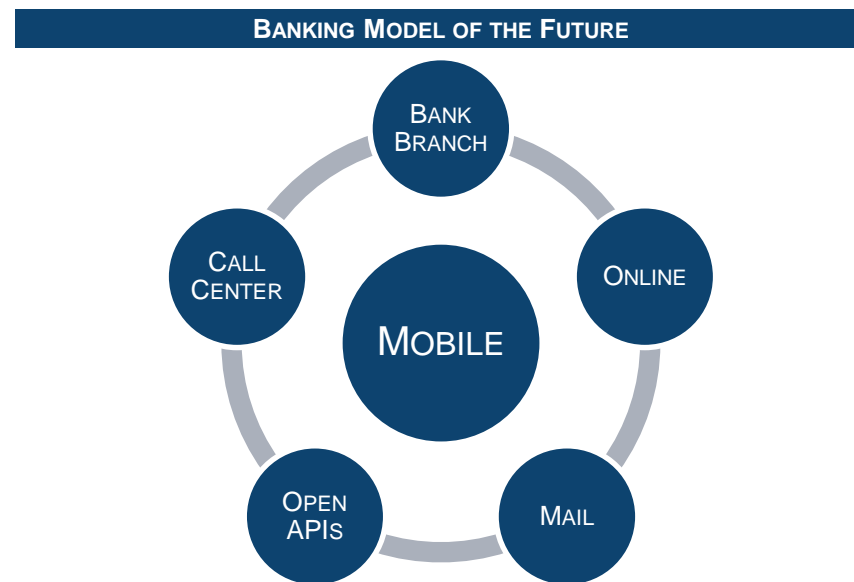 BANKING MODEL OF THE FUTURE
BANK
BRANCH
CALL
CENTER
ONLINE
MOBILE
OPEN
APIS
MAIL